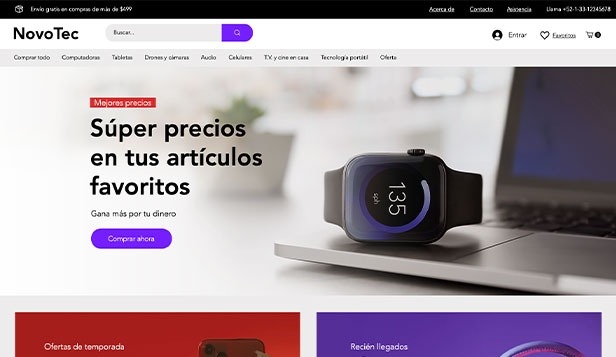 Envío gratis en compras de más de $499
Acerca de
Contacto
Asistencia
Llama +52-1-33-12345678
NovoTec
Buscar...
Entrar
Favoritos
0
Comprar todo
Computadoras
Tabletas
Drones y cámaras
Audio
Celulares
T.V. y cine en casa
Tecnología portátil
Oferta
Mejores precios
Súper precios
en tus artículos
favoritos
Gana más por tu dinero
Comprar ahora
135
Ofertas de temporada
Recién llegados